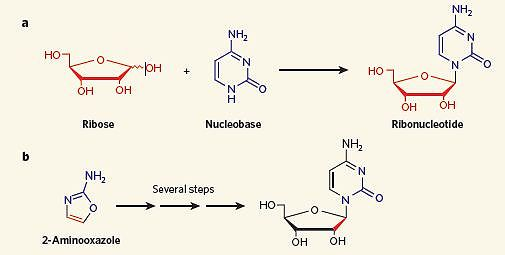 a
NH₂
HO
O
OH
OH
OH
+
N
N
H
O
HO
O
OH
OH
NH₂
N
N
O
Ribose
Nucleobase
Ribonucleotide
b
NH₂
N
O
Several steps
HO
O
OH
OH
NH₂
N
N
O
2-Aminooxazole